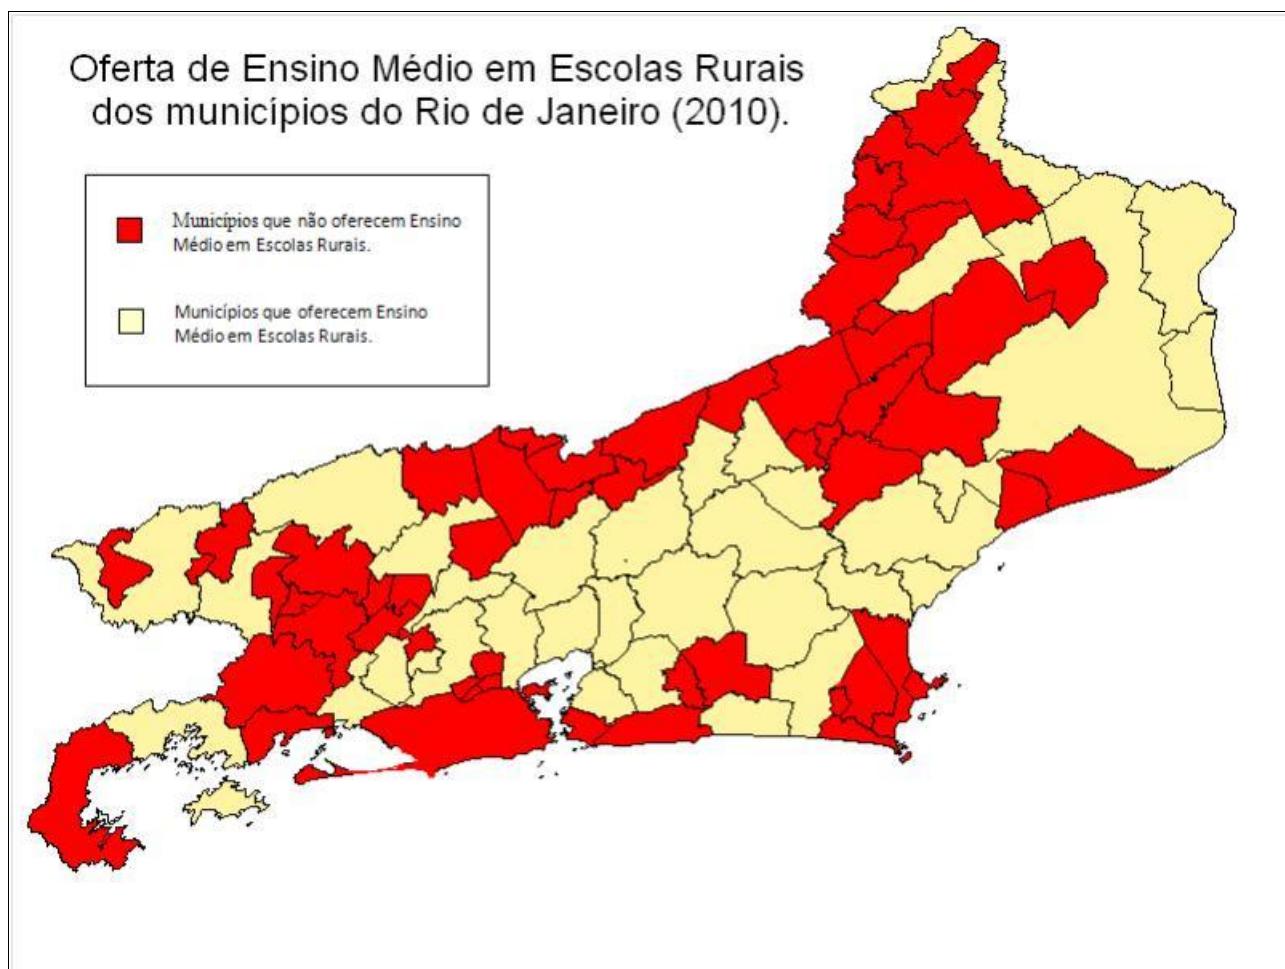 Oferta de Ensino Médio em Escolas Rurais
dos municípios do Rio de Janeiro (2010).
Municípios que não oferecem Ensino
Médio em Escolas Rurais.
Municípios que oferecem Ensino
Médio em Escolas Rurais.